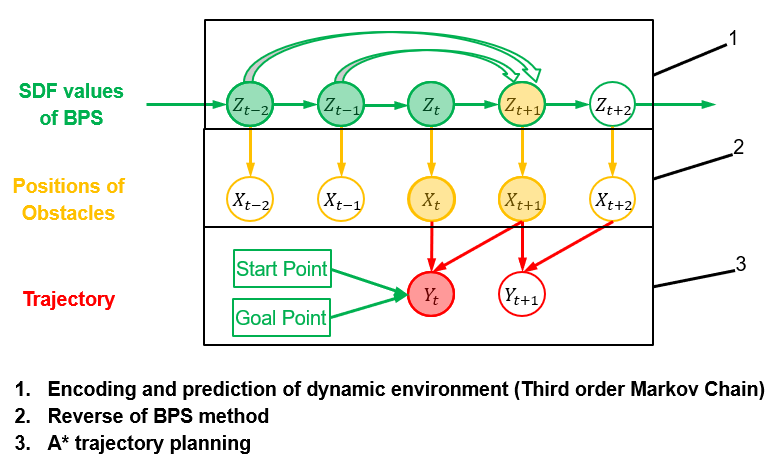 1
SDF values
of BPS
Z_{t-2} Z_{t-1} Z_t Z_{t+1} Z_{t+2}
2
Positions of
Obstacles
X_{t-2} X_{t-1} X_t X_{t+1} X_{t+2}
3
Start Point
Trajectory
Y_t Y_{t+1}
Goal Point
1. Encoding and prediction of dynamic environment (Third order Markov Chain)
2. Reverse of BPS method
3. A* trajectory planning